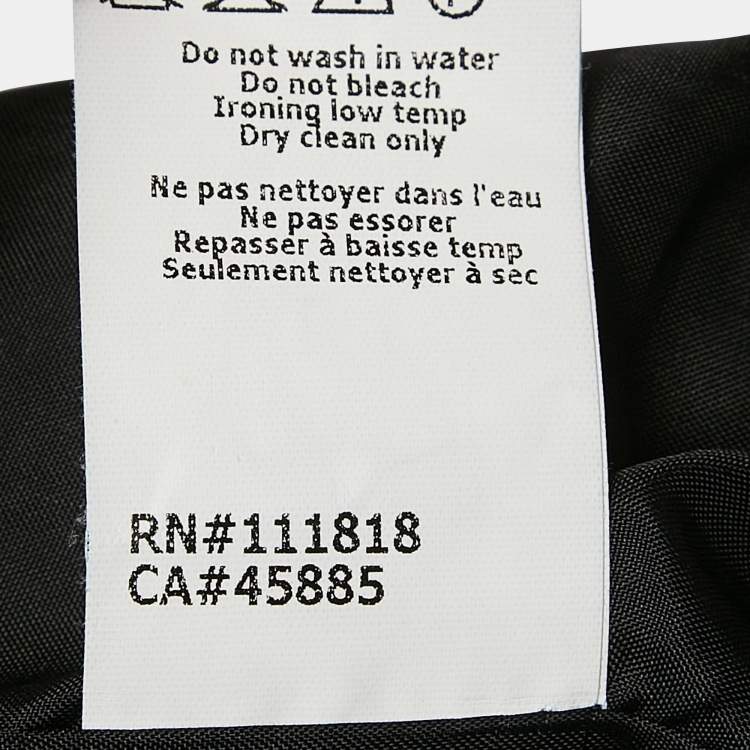 Do not wash in water
Do not bleach
Ironing low temp
Dry clean only
Ne pas nettoyer dans l'eau
Ne pas essorer
Repasser à baisse temp
Seulement nettoyer à sec
RN#111818
CA#45885